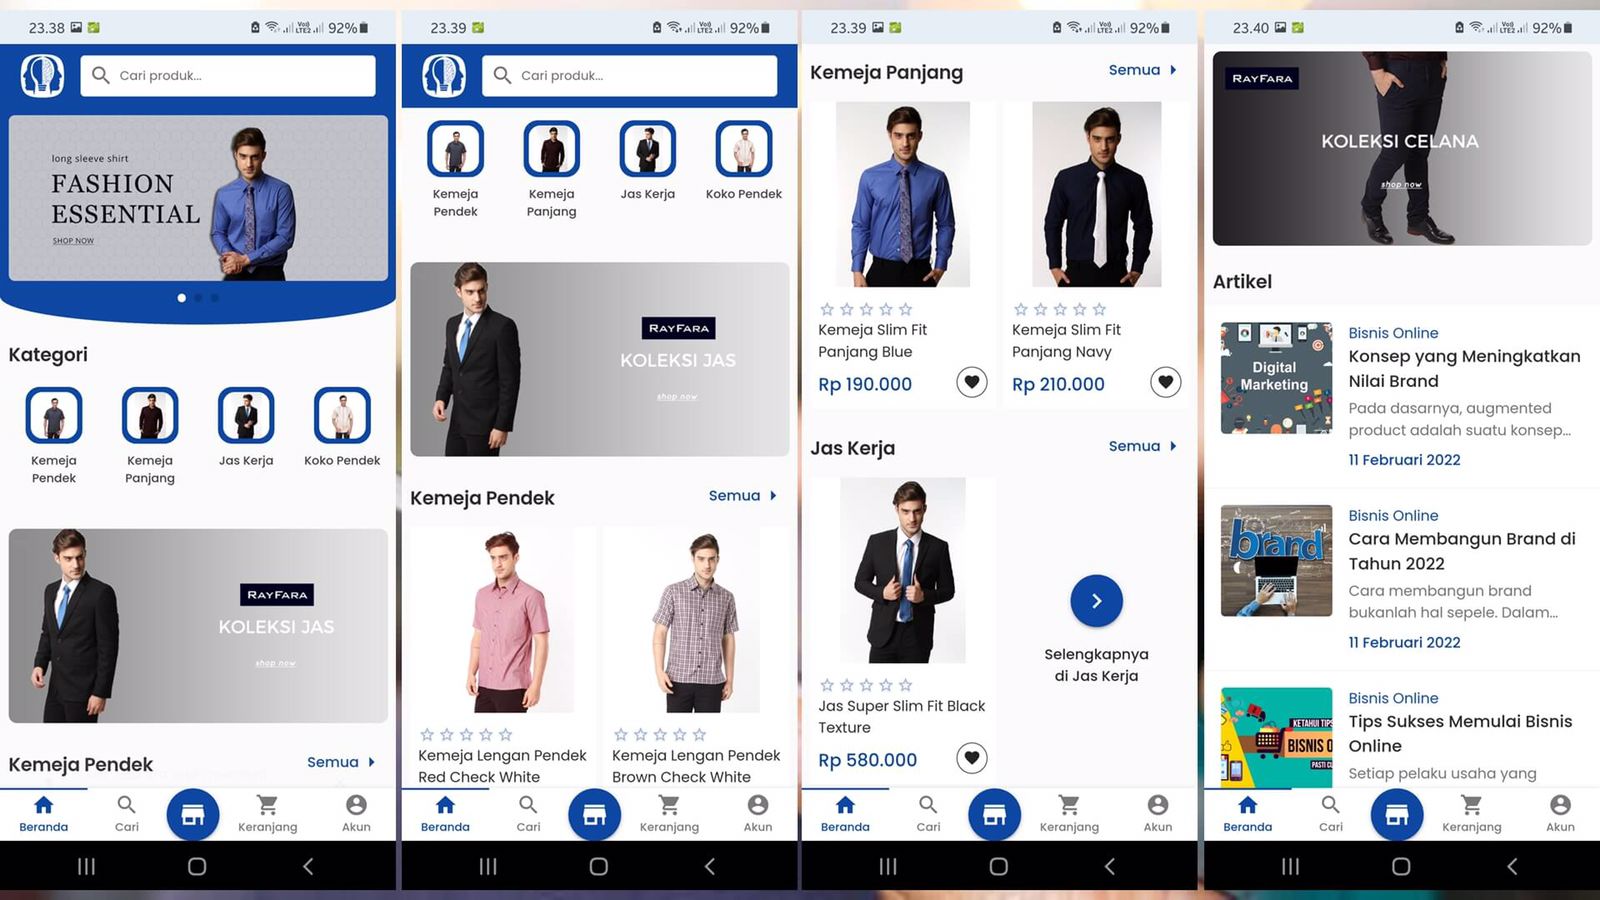 23.38
Vo))
LTE2
92%
Cari produk...
long sleeve shirt
FASHION
ESSENTIAL
SHOP NOW
Kategori
Kemeja
Pendek
Kemeja
Panjang
Jas Kerja
Koko Pendek
RAYFARA
KOLEKSI JAS
shop now
Kemeja Pendek
Semua
Beranda
Cari
Keranjang
Akun
23.39
Vo))
LTE2
92%
Cari produk...
Kemeja
Pendek
Kemeja
Panjang
Jas Kerja
Koko Pendek
RAYFARA
KOLEKSI JAS
shop now
Kemeja Pendek
Semua
Kemeja Lengan Pendek
Red Check White
Kemeja Lengan Pendek
Brown Check White
Beranda
Cari
Keranjang
Akun
23.39
Vo))
LTE2
92%
Kemeja Panjang
Semua
Kemeja Slim Fit
Panjang Blue
Rp 190.000
Kemeja Slim Fit
Panjang Navy
Rp 210.000
Jas Kerja
Semua
Jas Super Slim Fit Black
Texture
Rp 580.000
Selengkapnya
di Jas Kerja
Beranda
Cari
Keranjang
Akun
23.40
Vo))
LTE2
92%
RAYFARA
KOLEKSI CELANA
shop now
Artikel
Digital
Marketing
Bisnis Online
Konsep yang Meningkatkan
Nilai Brand
Pada dasarnya, augmented
product adalah suatu konsep...
11 Februari 2022
brand
Bisnis Online
Cara Membangun Brand di
Tahun 2022
Cara membangun brand
bukanlah hal sepele. Dalam...
11 Februari 2022
KETAHUI TIPS
BISNIS O
PASTI CU
Bisnis Online
Tips Sukses Memulai Bisnis
Online
Setiap pelaku usaha yang
Beranda
Cari
Keranjang
Akun